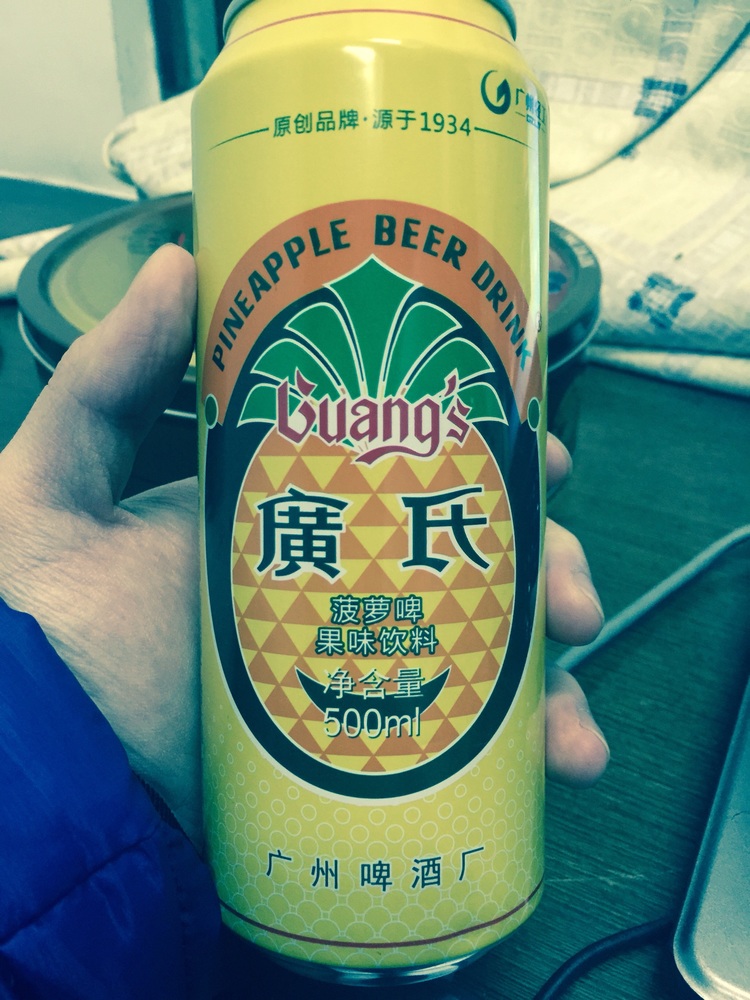 原创品牌·源于1934
PINEAPPLE BEER DRINK
Guang's
廣氏
菠萝啤
果味饮料
净含量
500ml
广州啤酒厂